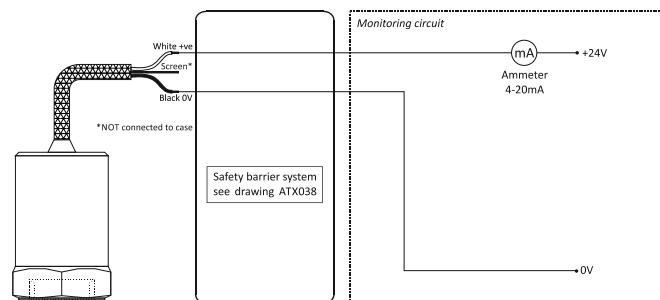 Monitoring circuit
White +ve
Screen*
Black 0V
*NOT connected to case
mA
+24V
Ammeter
4-20mA
Safety barrier system
see drawing ATX038
0V